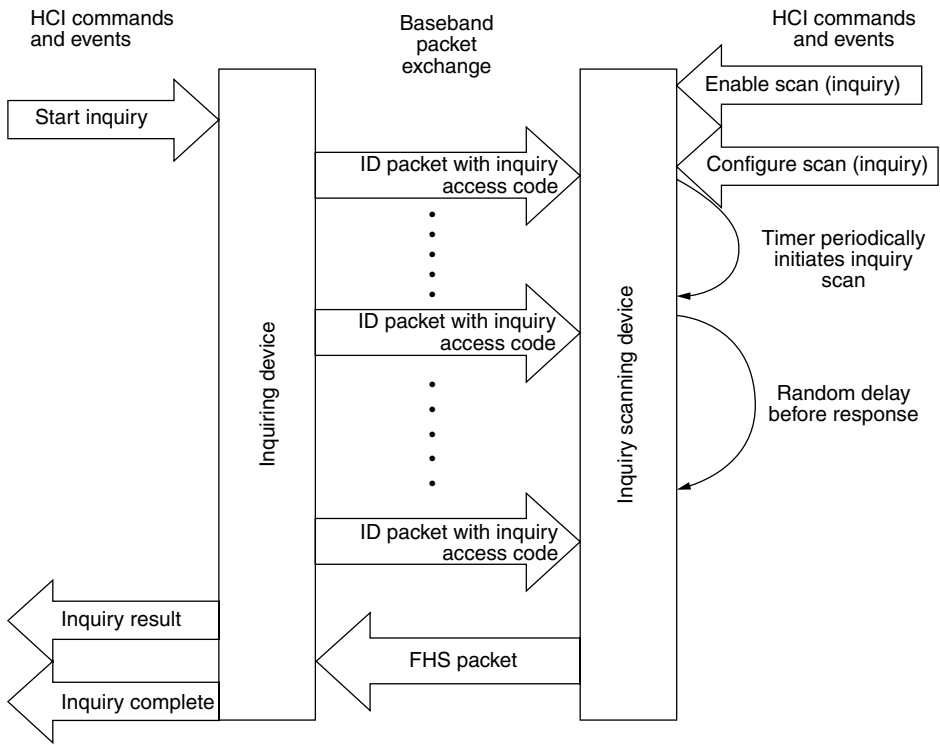 HCI commands
and events
Baseband
packet
exchange
HCI commands
and events
Enable scan (inquiry)
Start inquiry
ID packet with inquiry
access code
Configure scan (inquiry)
Timer periodically
initiates inquiry
scan
ID packet with inquiry
access code
Inquiring device
Inquiry scanning device
Random delay
before response
ID packet with inquiry
access code
Inquiry result
FHS packet
Inquiry complete